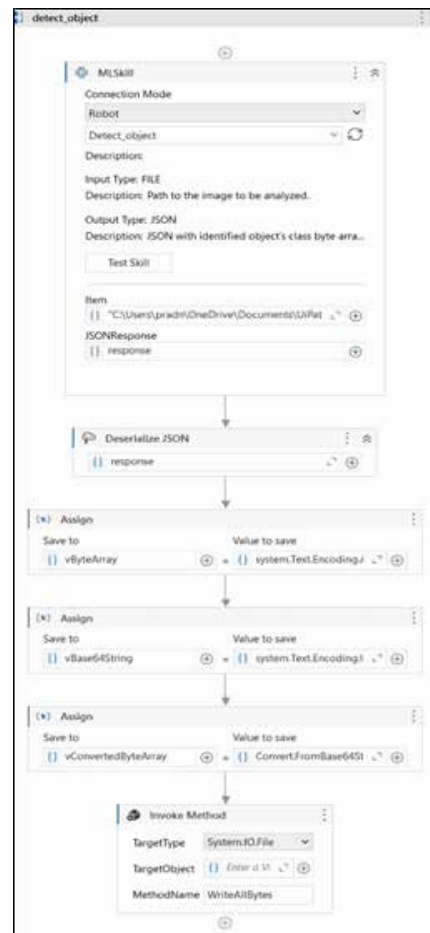 detect_object
MLSkill
Connection Mode
Robot
Detect_object
Description:
Input Type: FILE
Description: Path to the image to be analyzed.
Output Type: JSON
Description: JSON with identified object's class byte arra...
Test Skill
Item
{} "C:\Users\pradn\OneDrive\Documents\UiPat
JSONResponse
{} response
Deserialize JSON
{} response
Assign
Save to Value to save
{} vByteArray = {} system.Text.Encoding.
Assign
Save to Value to save
{} vBase64String = {} system.Text.Encoding.
Assign
Save to Value to save
{} vConvertedByteArray = {} Convert.FromBase64St
Invoke Method
TargetType System.IO.File
TargetObject {} Enter a
MethodName WriteAllBytes